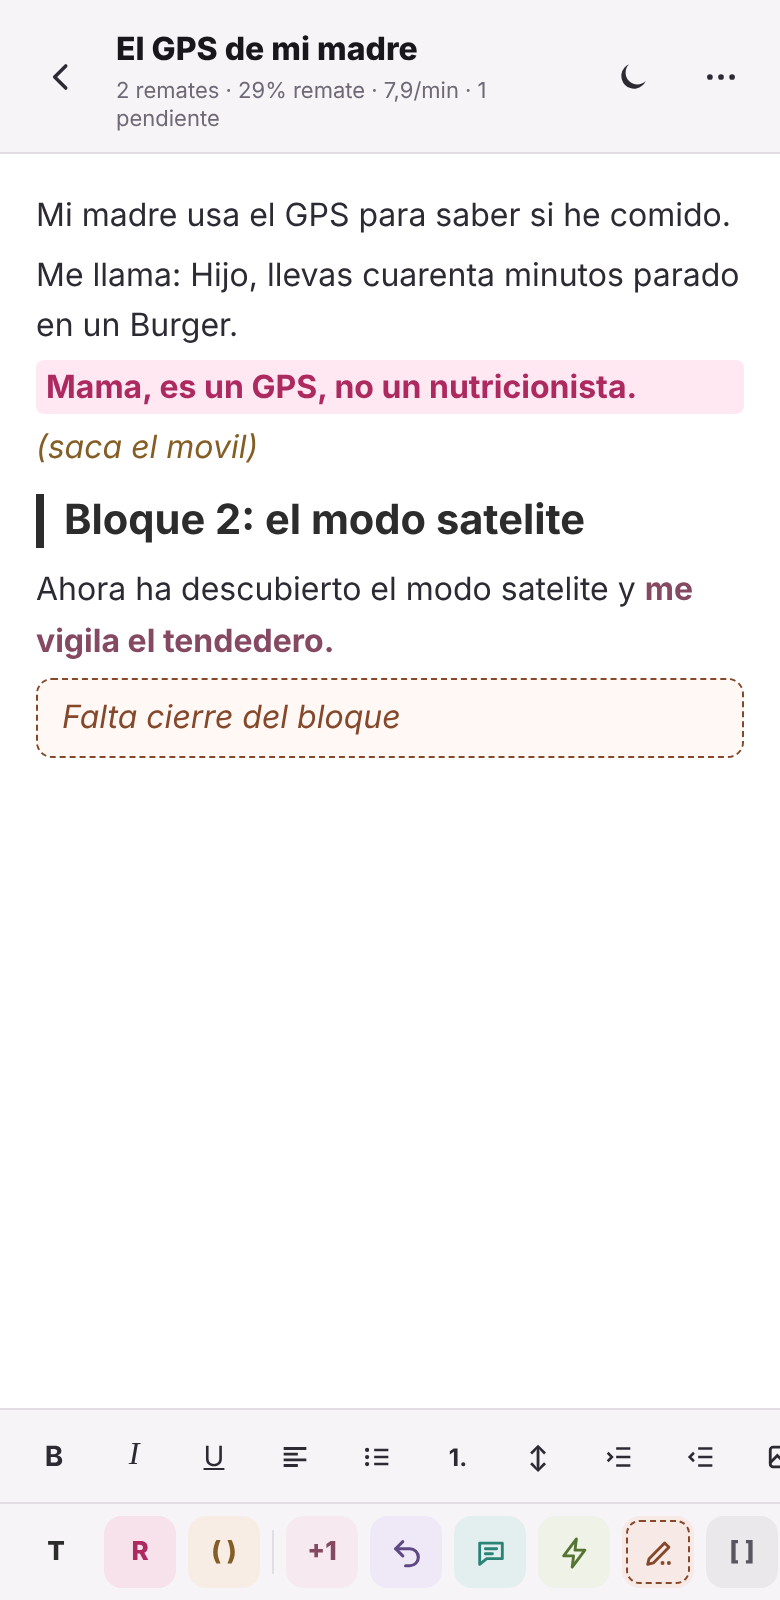 El GPS de mi madre
2 remates · 29% remate · 7,9/min · 1
pendiente
Mi madre usa el GPS para saber si he comido.
Me llama: Hijo, llevas cuarenta minutos parado
en un Burger.
Mama, es un GPS, no un nutricionista.
(saca el movil)
Bloque 2: el modo satelite
Ahora ha descubierto el modo satelite y me
vigila el tendedero.
Falta cierre del bloque
B I U 1.
T R () +1 []